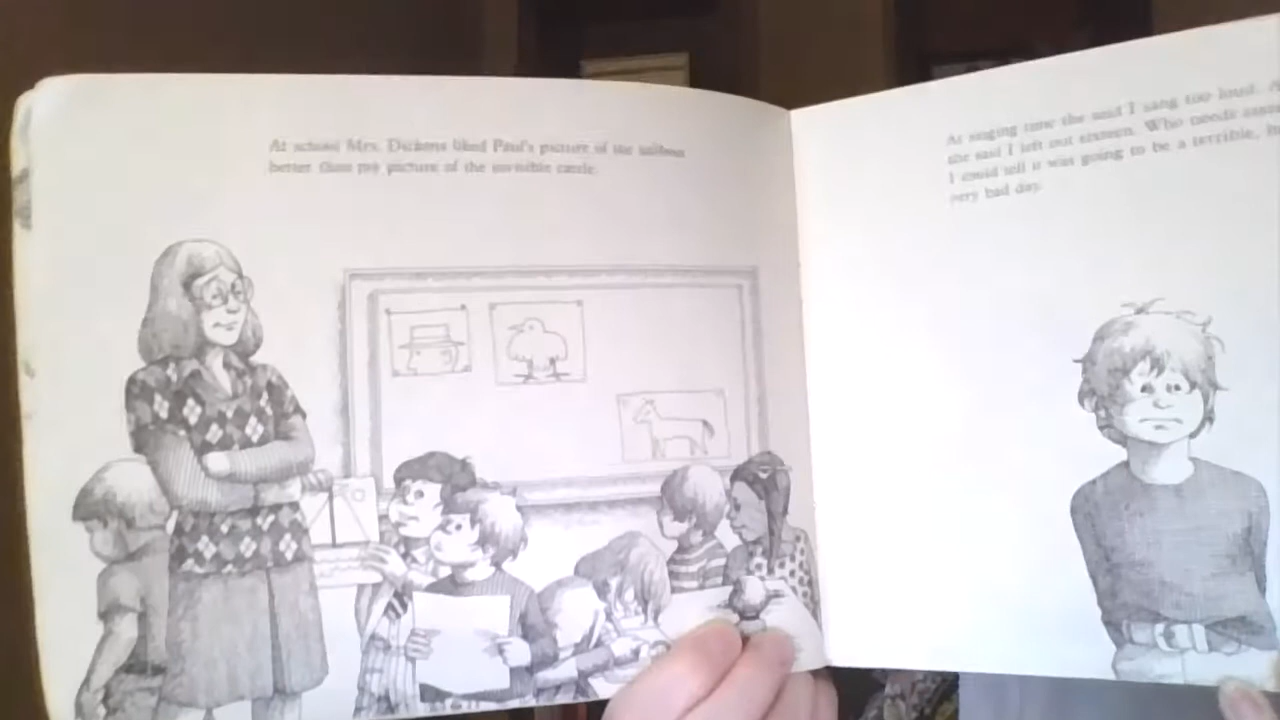 At school Mrs. Dickens liked Paul's picture of the sailboat
better than my picture of the invisible castle.
At singing time she said I sang too loud. A
she said I left out sixteen. Who needs
I could tell it was going to be a terrible,
very bad day.